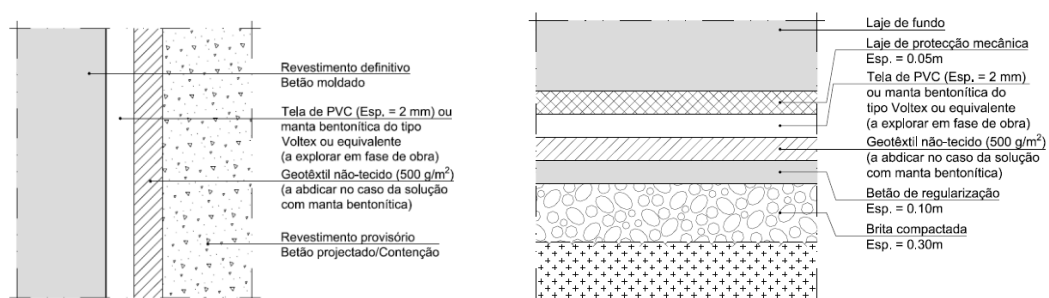 Revestimento definitivo
Betão moldado
Tela de PVC (Esp. = 2 mm) ou
manta bentonítica do tipo
Voltex ou equivalente
(a explorar em fase de obra)
Geotêxtil não-tecido (500 g/m²)
(a abdicar no caso da solução
com manta bentonítica)
Revestimento provisório
Betão projectado/Contenção
Laje de fundo
Laje de protecção mecânica
Esp. = 0.05m
Tela de PVC (Esp. = 2 mm)
ou manta bentonítica do
tipo Voltex ou equivalente
(a explorar em fase de obra)
Geotêxtil não-tecido (500 g/m²)
(a abdicar no caso da solução
com manta bentonítica)
Betão de regularização
Esp. = 0.10m
Brita compactada
Esp. = 0.30m